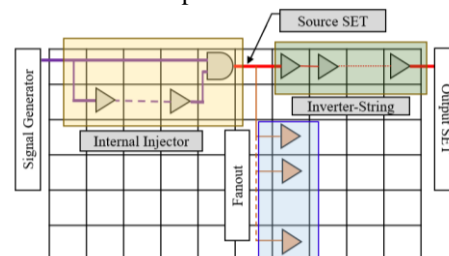 Source SET
Signal Generator
Internal Injector
Inverter-String
Fanout
Output SET